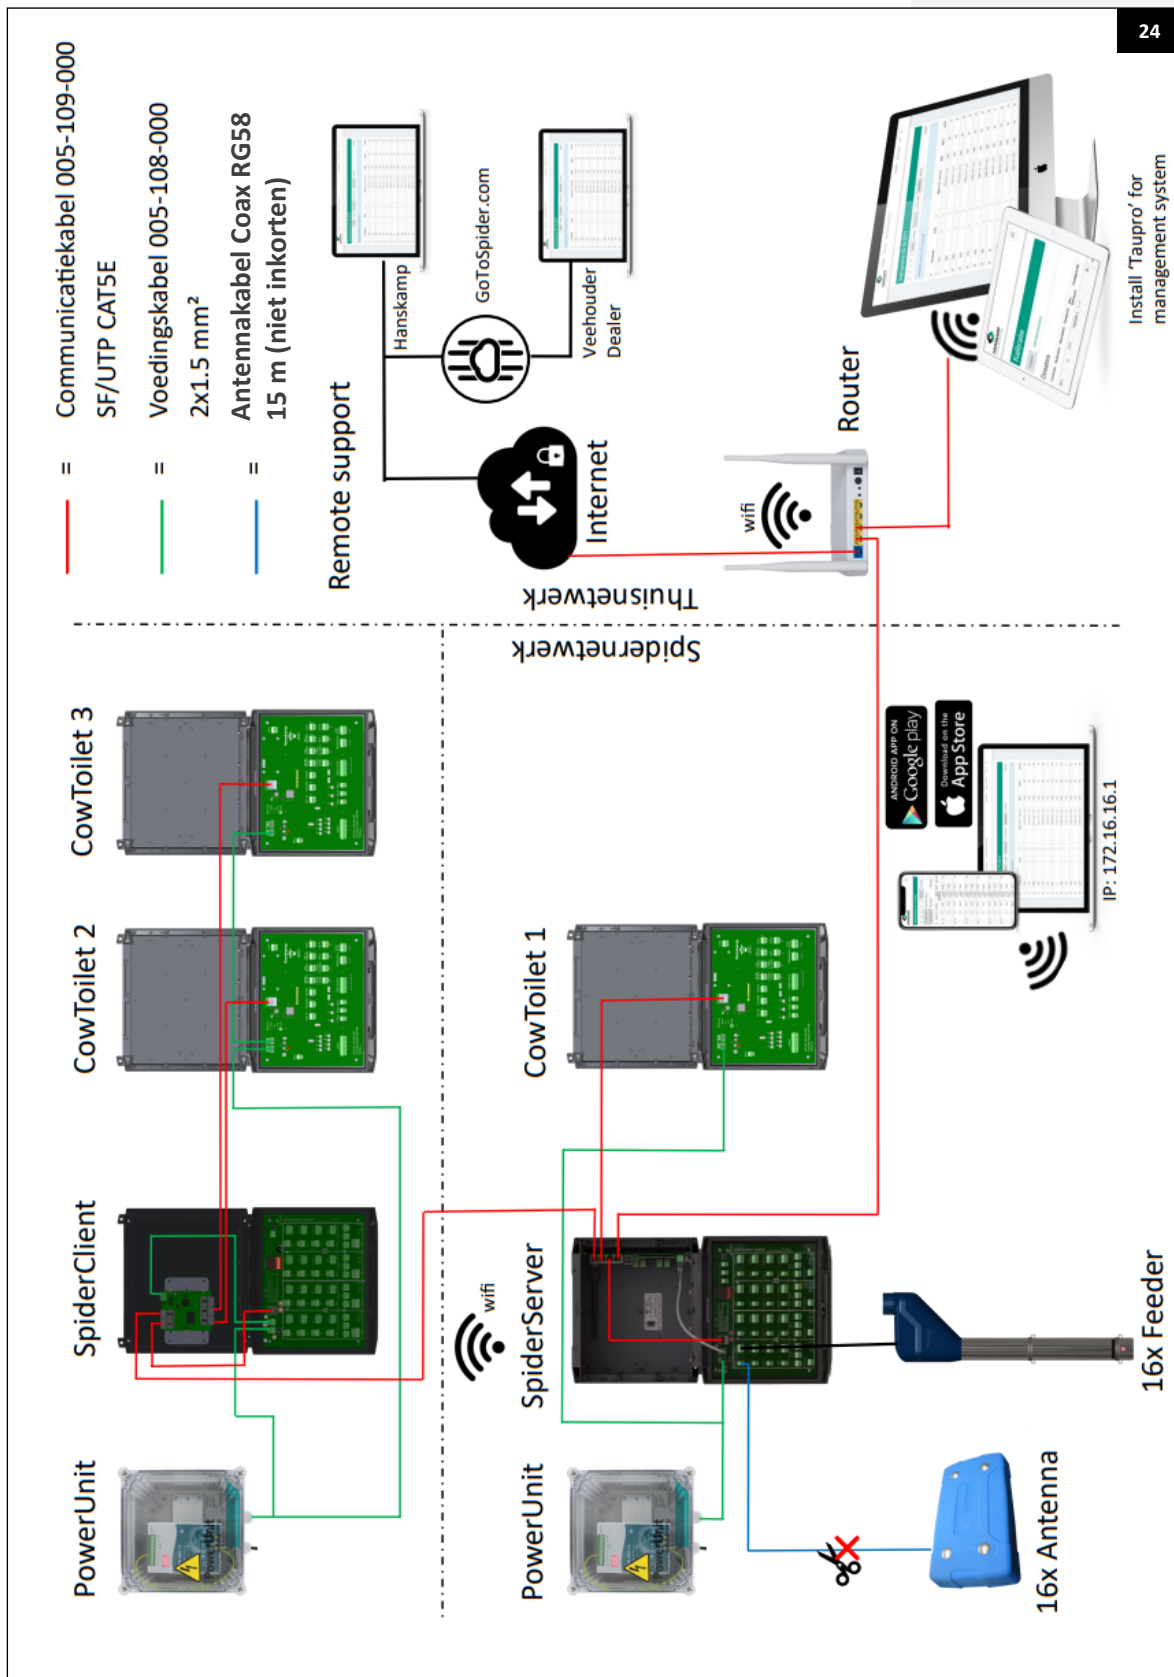 24
= Communicatiekabel 005-109-000
SF/UTP CAT5E
= Voedingskabel 005-108-000
2x1.5 mm²
= Antennakabel Coax RG58
15 m (niet inkorten)
Remote support
Hanskamp
GoToSpider.com
Veehouder
Dealer
Internet
wifi
Router
Install 'Taupro' for
management system
Thuisnetwerk
Spidernetwerk
PowerUnit
SpiderClient
CowToilet 2
CowToilet 3
wifi
PowerUnit
SpiderServer
CowToilet 1
16x Antenna
16x Feeder
ANDROID APP ON
Google play
Download on the
App Store
IP: 172.16.16.1
PowerUnit
PowerUnit
Kalibratie